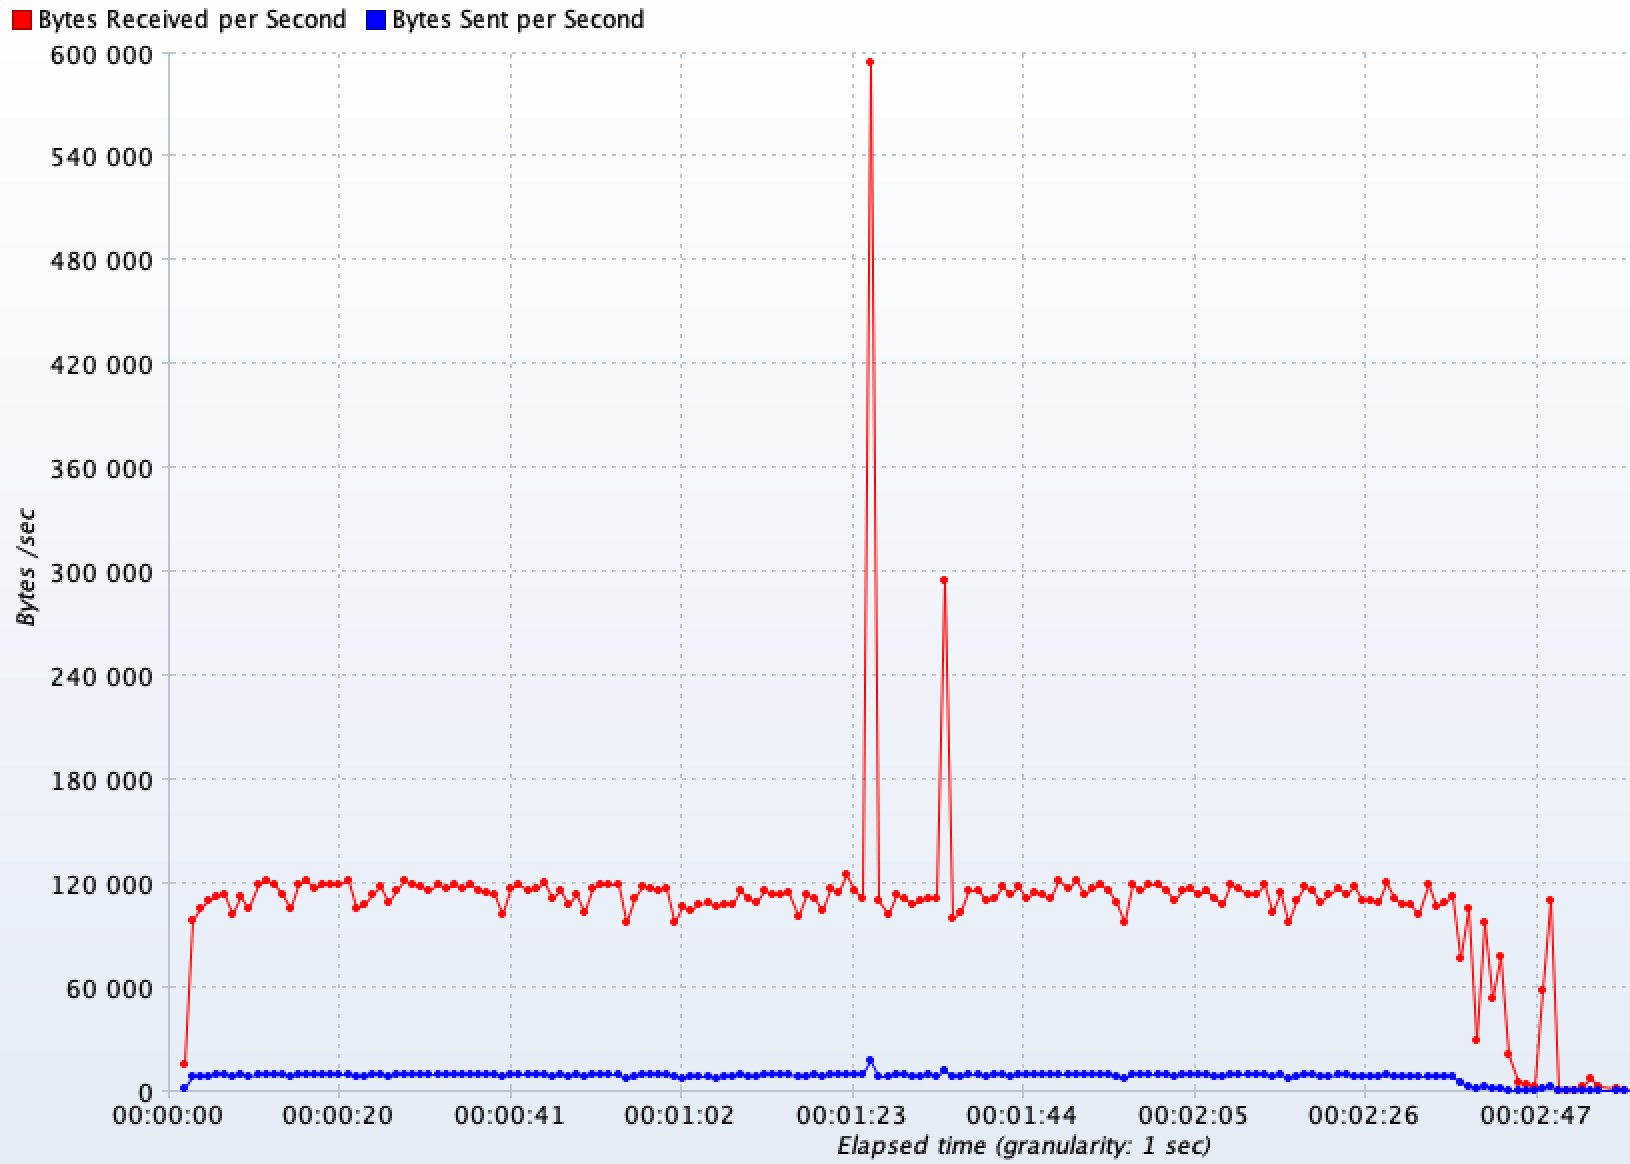 Bytes Received per Second Bytes Sent per Second
600 000
540 000
480 000
420 000
360 000
300 000
240 000
180 000
120 000
60 000
0
Bytes /sec
00:00:00 00:00:20 00:00:41 00:01:02 00:01:23 00:01:44 00:02:05 00:02:26 00:02:47
Elapsed time (granularity: 1 sec)